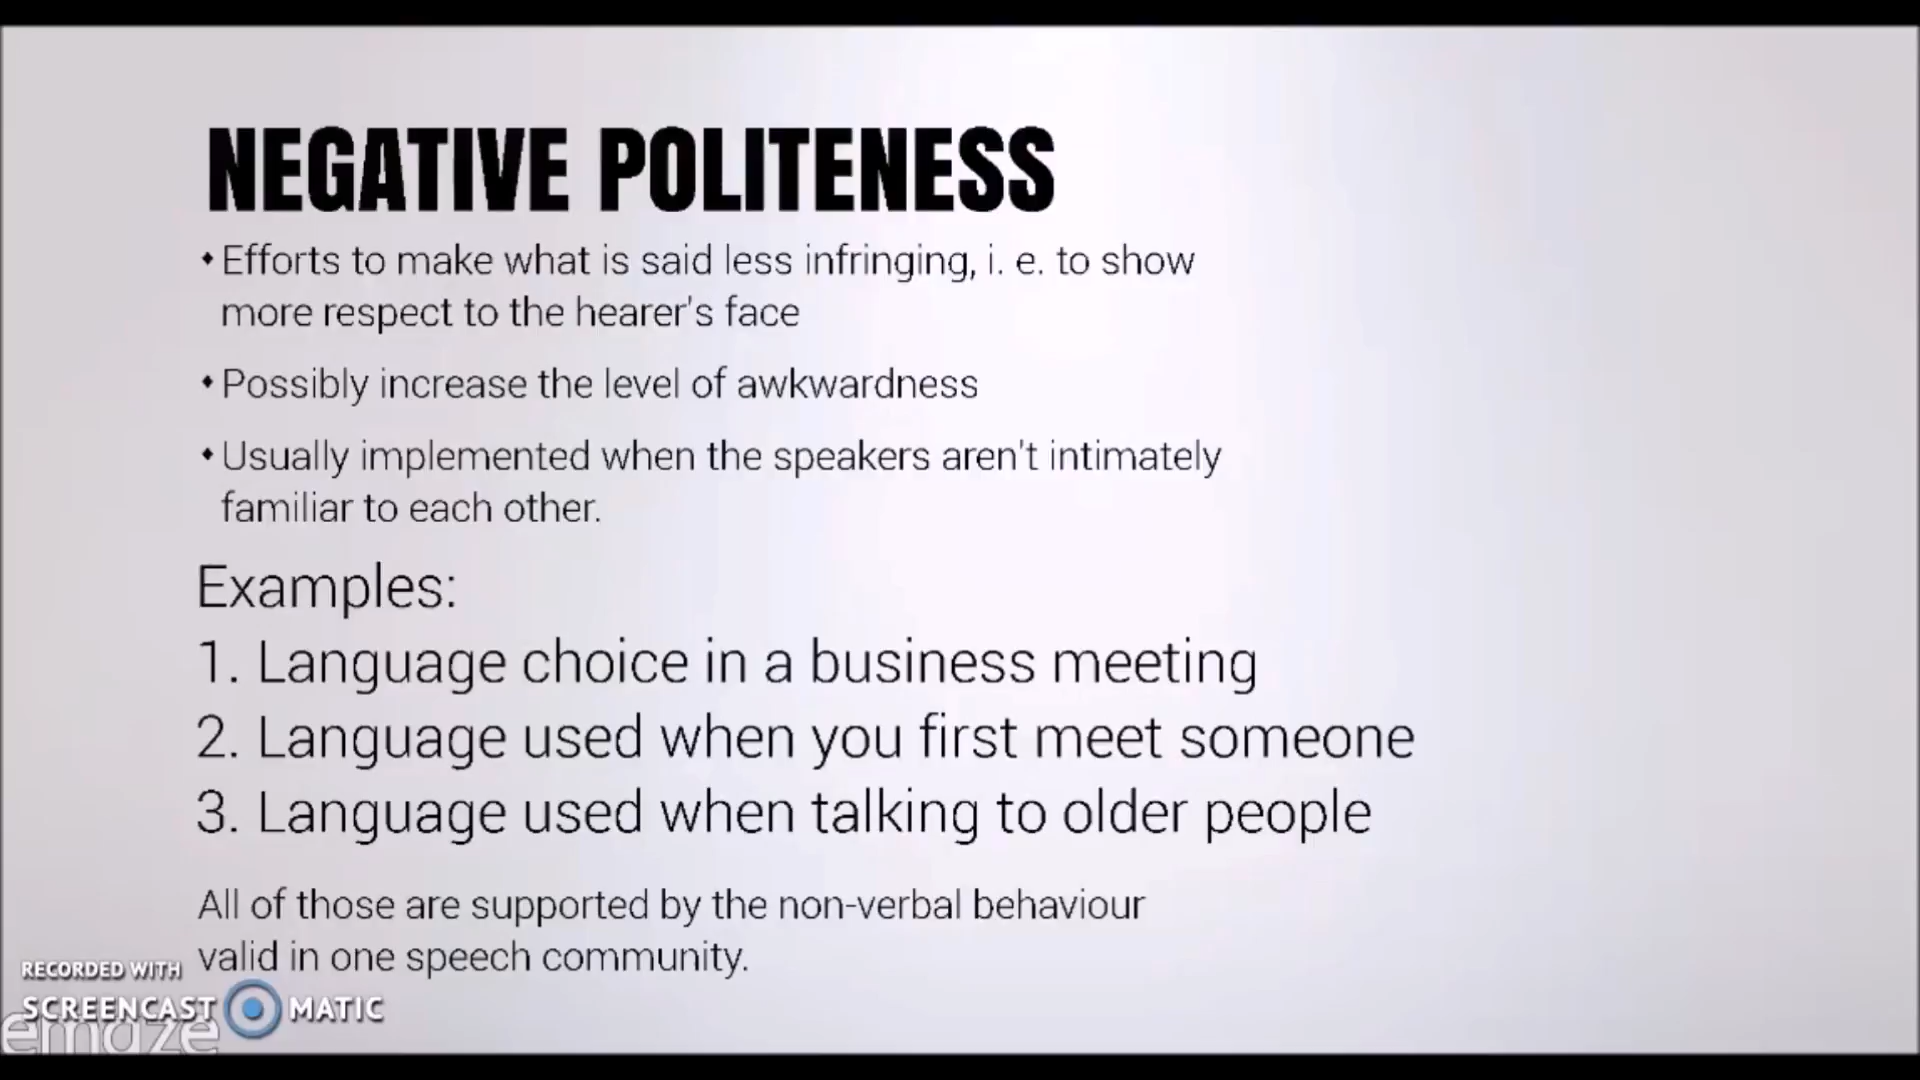 NEGATIVE POLITENESS
• Efforts to make what is said less infringing, i. e. to show
more respect to the hearer's face
• Possibly increase the level of awkwardness
• Usually implemented when the speakers aren't intimately
familiar to each other.
Examples:
1. Language choice in a business meeting
2. Language used when you first meet someone
3. Language used when talking to older people
All of those are supported by the non-verbal behaviour
valid in one speech community.
RECORDED WITH
SCREENCAST MATIC
emaze